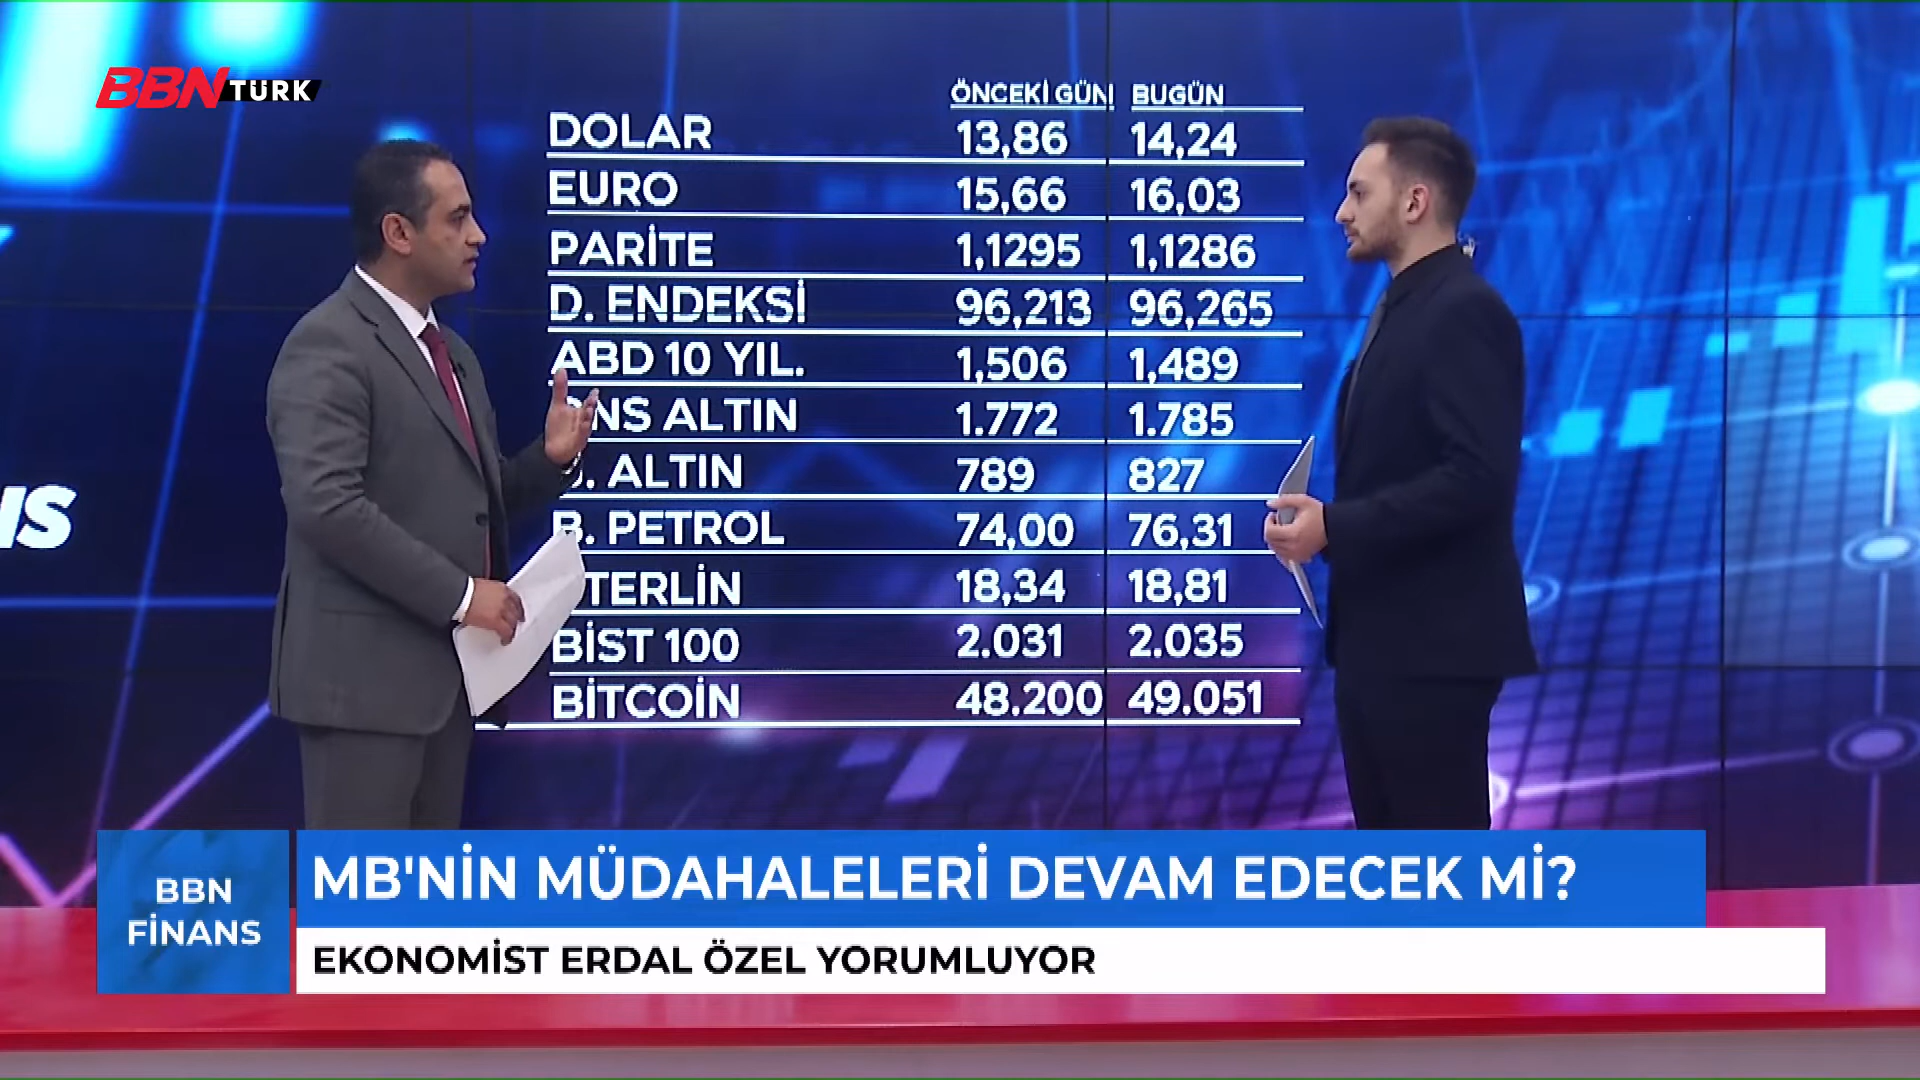 BBN TURK
ÖNCEKİ GÜN BUGÜN
DOLAR 13,86 14,24
EURO 15,66 16,03
PARİTE 1,1295 1,1286
D. ENDEKSİ 96,213 96,265
ABD 10 YIL. 1,506 1,489
ONS ALTIN 1.772 1.785
. ALTIN 789 827
B. PETROL 74,00 76,31
TERLİN 18,34 18,81
BİST 100 2.031 2.035
BİTCOİN 48.200 49.051
BBN FİNANS
MB'NİN MÜDAHALELERİ DEVAM EDECEK Mİ?
EKONOMİST ERDAL ÖZEL YORUMLUYOR